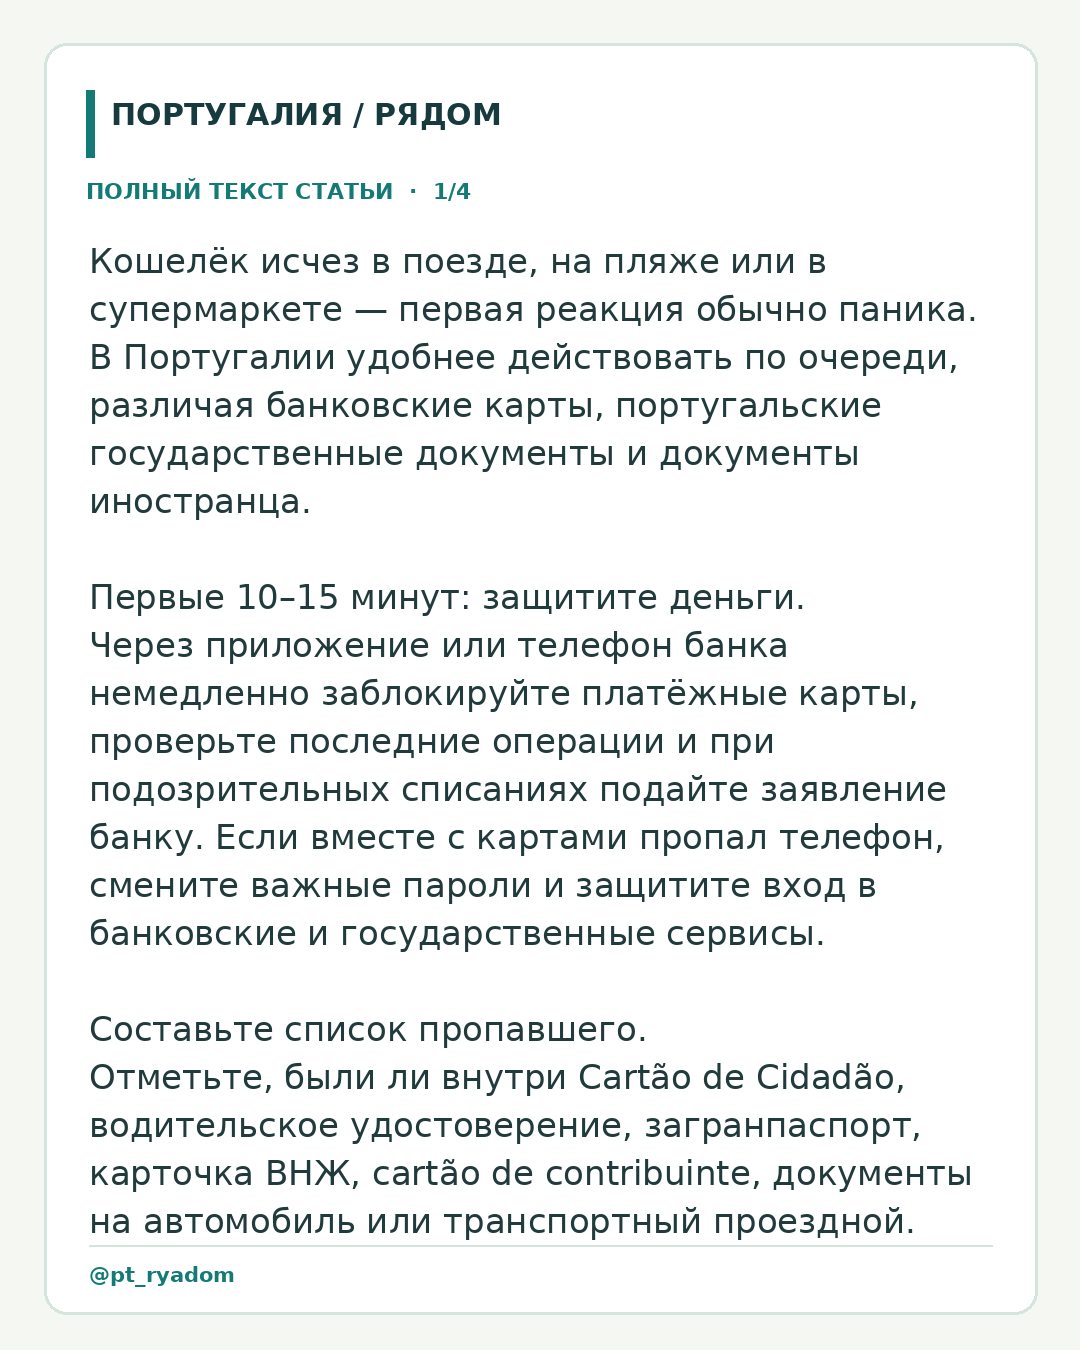 ПОРТУГАЛИЯ / РЯДОМ
ПОЛНЫЙ ТЕКСТ СТАТЬИ · 1/4
Кошелёк исчез в поезде, на пляже или в
супермаркете — первая реакция обычно паника.
В Португалии удобнее действовать по очереди,
различая банковские карты, португальские
государственные документы и документы
иностранца.
Первые 10–15 минут: защитите деньги.
Через приложение или телефон банка
немедленно заблокируйте платёжные карты,
проверьте последние операции и при
подозрительных списаниях подайте заявление
банку. Если вместе с картами пропал телефон,
смените важные пароли и защитите вход в
банковские и государственные сервисы.
Составьте список пропавшего.
Отметьте, были ли внутри Cartão de Cidadão,
водительское удостоверение, загранпаспорт,
карточка ВНЖ, cartão de contribuinte, документы
на автомобиль или транспортный проездной.
@pt_ryadom